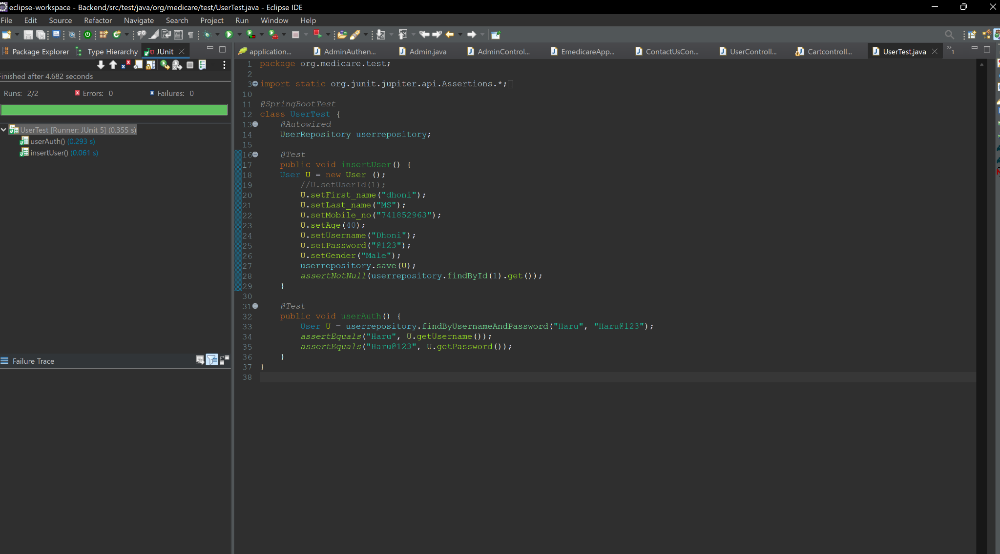 eclipse-workspace - Backend/src/test/java/org/medicare/test/UserTest.java - Eclipse IDE
File Edit Source Refactor Navigate Search Project Run Window Help
Package Explorer Type Hierarchy JUnit
application... AdminAuthen... Admin.java AdminControl... EmedicareApp... ContactUsCon... UserControll... Cartcontroll... UserTest.java 1
inished after 4.682 seconds
Runs: 2/2 Errors: 0 Failures: 0
UserTest [Runner: JUnit 5] (0.355 s)
userAuth() (0.293 s)
insertUser() (0.061 s)
Failure Trace
1 package org.medicare.test;
2
3 import static org.junit.jupiter.api.Assertions.*;
10
11 @SpringBootTest
12 class UserTest {
13 @Autowired
14 UserRepository userrepository;
15
16 @Test
17 public void insertUser() {
18 User U = new User ();
19 //U.setUserId(1);
20 U.setFirst_name("dhoni");
21 U.setLast_name("MS");
22 U.setMobile_no("741852963");
23 U.setAge(40);
24 U.setUsername("Dhoni");
25 U.setPassword("@123");
26 U.setGender("Male");
27 userrepository.save(U);
28 assertNotNull(userrepository.findById(1).get());
29 }
30
31 @Test
32 public void userAuth() {
33 User U = userrepository.findByUsernameAndPassword("Haru", "Haru@123");
34 assertEquals("Haru", U.getUsername());
35 assertEquals("Haru@123", U.getPassword());
36 }
37 }
38